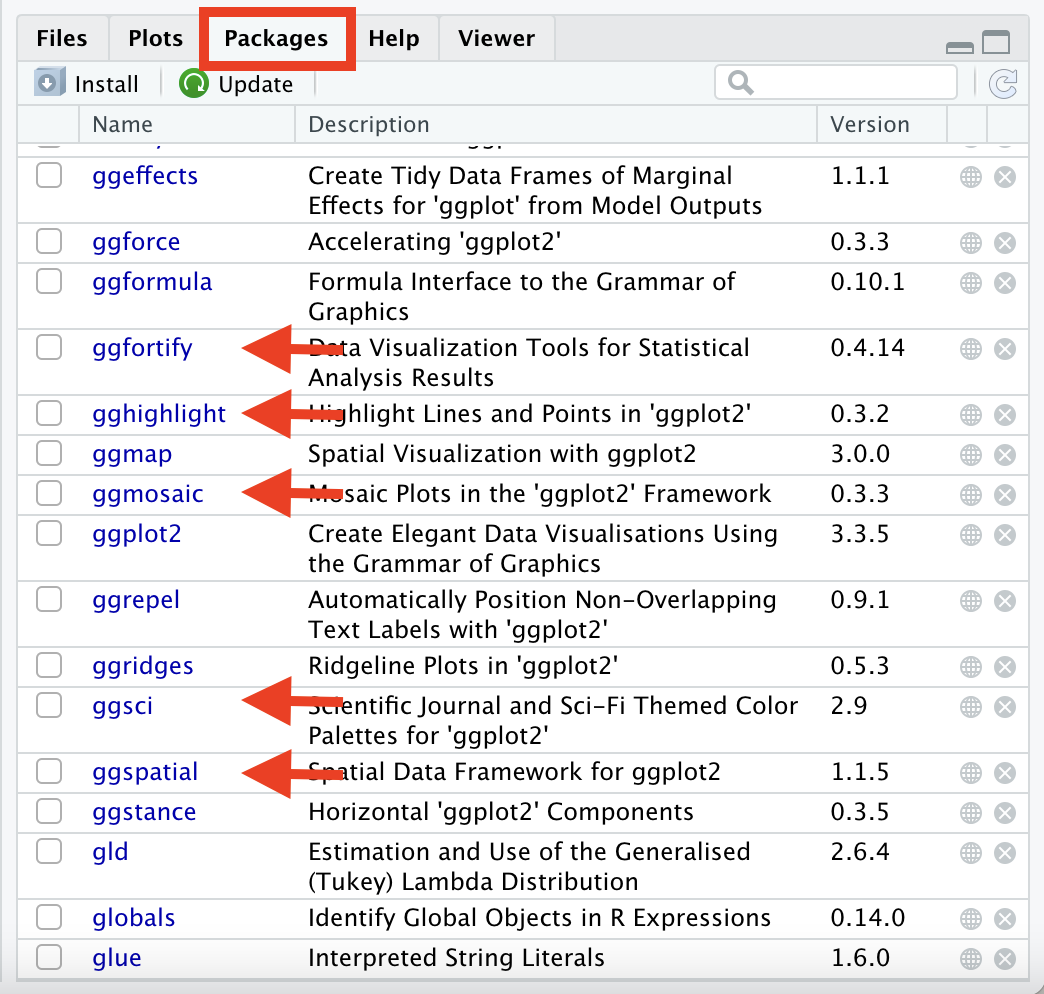 Files Plots Packages Help Viewer
Install Update
Name Description Version
ggeffects Create Tidy Data Frames of Marginal 1.1.1
Effects for 'ggplot' from Model Outputs
ggforce Accelerating 'ggplot2' 0.3.3
ggformula Formula Interface to the Grammar of 0.10.1
Graphics
ggfortify Data Visualization Tools for Statistical 0.4.14
Analysis Results
gghighlight Highlight Lines and Points in 'ggplot2' 0.3.2
ggmap Spatial Visualization with ggplot2 3.0.0
ggmosaic Mosaic Plots in the 'ggplot2' Framework 0.3.3
ggplot2 Create Elegant Data Visualisations Using 3.3.5
the Grammar of Graphics
ggrepel Automatically Position Non-Overlapping 0.9.1
Text Labels with 'ggplot2'
ggridges Ridgeline Plots in 'ggplot2' 0.5.3
ggsci Scientific Journal and Sci-Fi Themed Color 2.9
Palettes for 'ggplot2'
ggspatial Spatial Data Framework for ggplot2 1.1.5
ggstance Horizontal 'ggplot2' Components 0.3.5
gld Estimation and Use of the Generalised 2.6.4
(Tukey) Lambda Distribution
globals Identify Global Objects in R Expressions 0.14.0
glue Interpreted String Literals 1.6.0